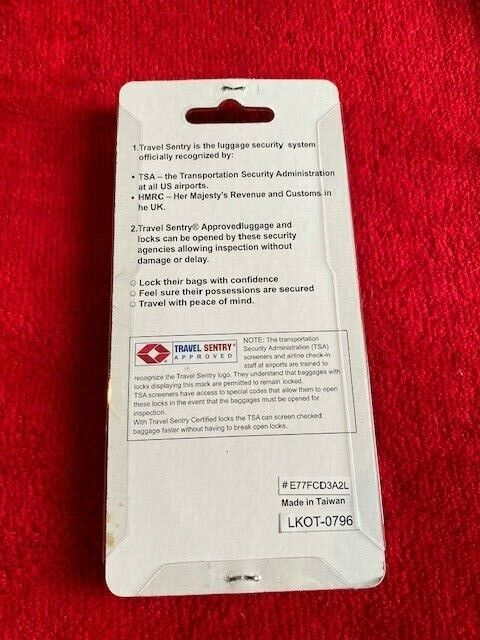 1.Travel Sentry is the luggage security system
officially recognized by:
• TSA – the Transportation Security Administration
at all US airports.
• HMRC – Her Majesty's Revenue and Customs in
he UK.
2.Travel Sentry® Approvedluggage and
locks can be opened by these security
agencies allowing inspection without
damage or delay.
☺ Lock their bags with confidence
☺ Feel sure their possessions are secured
☺ Travel with peace of mind.
TRAVEL SENTRY®
APPROVED
NOTE: The transportation
Security Administration (TSA)
screeners and airline check-in
staff at airports are trained to
recognize the Travel Sentry logo. They understand that baggages with
locks displaying this mark are permitted to remain locked.
TSA screeners have access to special codes that allow them to open
these locks in the event that the baggages must be opened for
inspection.
With Travel Sentry Certified locks the TSA can screen checked
baggage faster without having to break open locks.
# E77FCD3A2L
Made in Taiwan
LKOT-0796